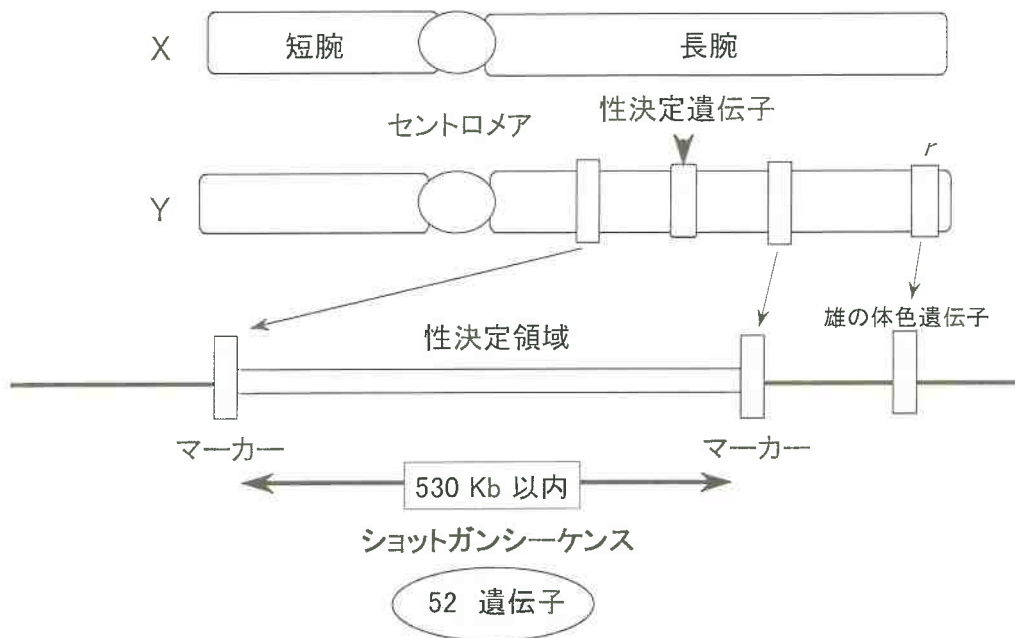 X
短腕
長腕
セントロメア
性決定遺伝子
r
Y
雄の体色遺伝子
性決定領域
マーカー
マーカー
530 Kb 以内
ショットガンシーケンス
52 遺伝子